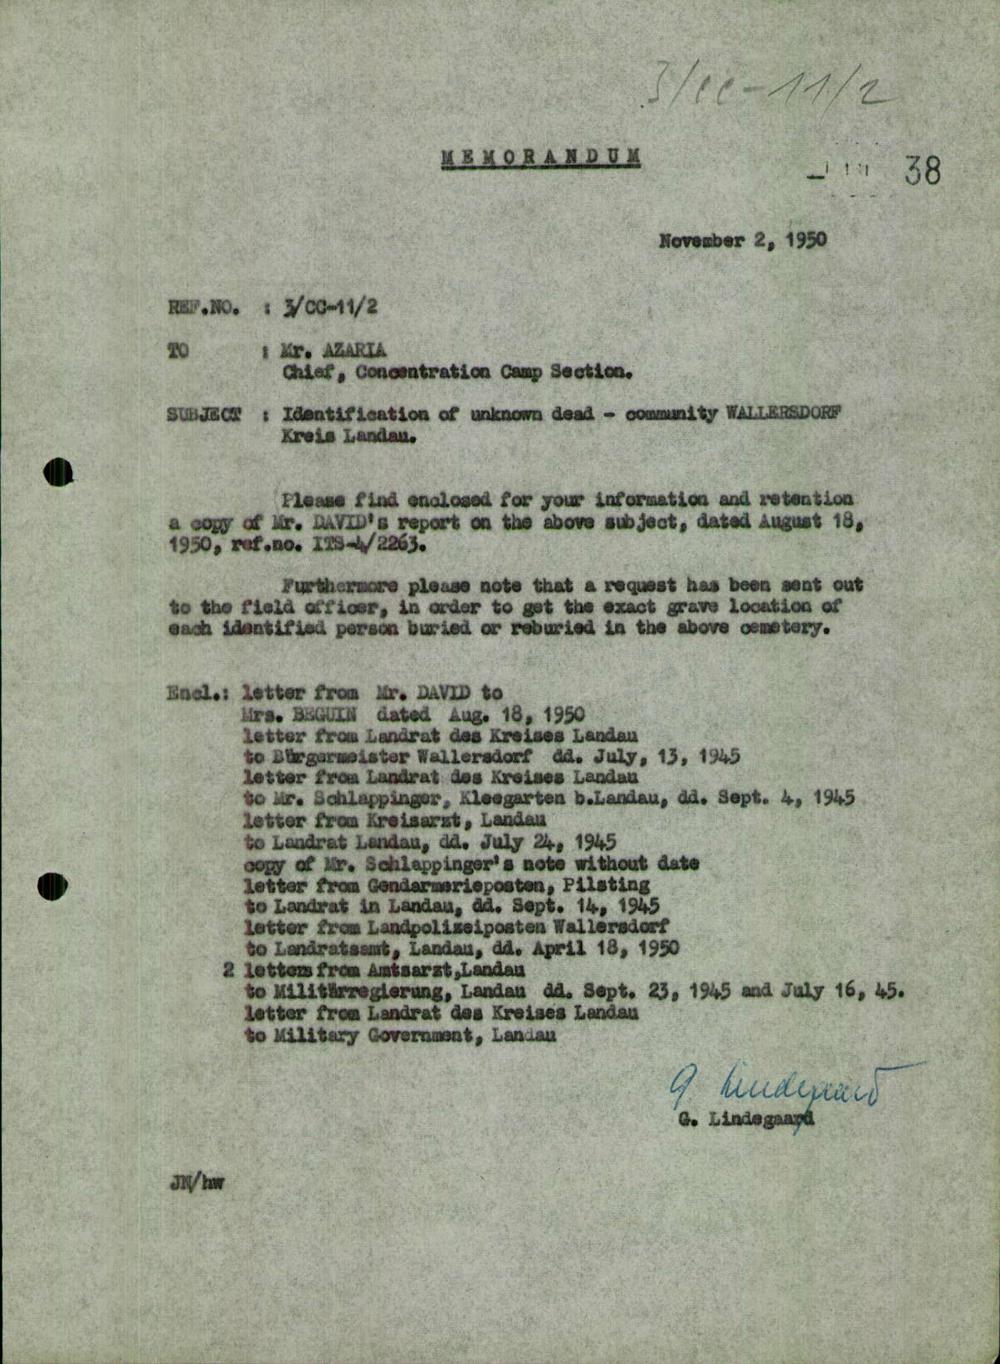 3/CC-11/2
MEMORANDUM
38
November 2, 1950
REF.NO. : 3/CC-11/2
TO : Mr. AZARIA
Chief, Concentration Camp Section.
SUBJECT : Identification of unknown dead - community WALLERSDORF
Kreis Landau.
Please find enclosed for your information and retention
a copy of Mr. DAVID's report on the above subject, dated August 18,
1950, ref.no. ITS-4/2263.
Furthermore please note that a request has been sent out
to the field officer, in order to get the exact grave location of
each identified person buried or reburied in the above cemetery.
Encl.: letter from Mr. DAVID to
Mrs. BEGUIN dated Aug. 18, 1950
letter from Landrat des Kreises Landau
to Bürgermeister Wallersdorf dd. July, 13, 1945
letter from Landrat des Kreises Landau
to Mr. Schlappinger, Kleegarten b.Landau, dd. Sept. 4, 1945
letter from Kreisarzt, Landau
to Landrat Landau, dd. July 24, 1945
copy of Mr. Schlappinger's note without date
letter from Gendarmerieposten, Pilsting
to Landrat in Landau, dd. Sept. 14, 1945
letter from Landpolizeiposten Wallersdorf
to Landratsamt, Landau, dd. April 18, 1950
2 letters from Amtsarzt,Landau
to Militärregierung, Landau dd. Sept. 23, 1945 and July 16, 45.
letter from Landrat des Kreises Landau
to Military Government, Landau
G Lindegaard
G. Lindegaard
JN/hw